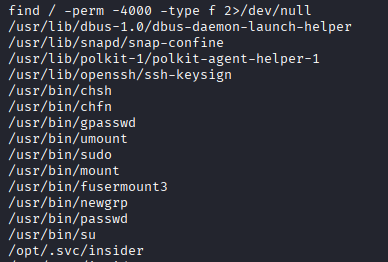 find / -perm -4000 -type f 2>/dev/null
/usr/lib/dbus-1.0/dbus-daemon-launch-helper
/usr/lib/snapd/snap-confine
/usr/lib/polkit-1/polkit-agent-helper-1
/usr/lib/openssh/ssh-keysign
/usr/bin/chsh
/usr/bin/chfn
/usr/bin/gpasswd
/usr/bin/umount
/usr/bin/sudo
/usr/bin/mount
/usr/bin/fusermount3
/usr/bin/newgrp
/usr/bin/passwd
/usr/bin/su
/opt/.svc/insider